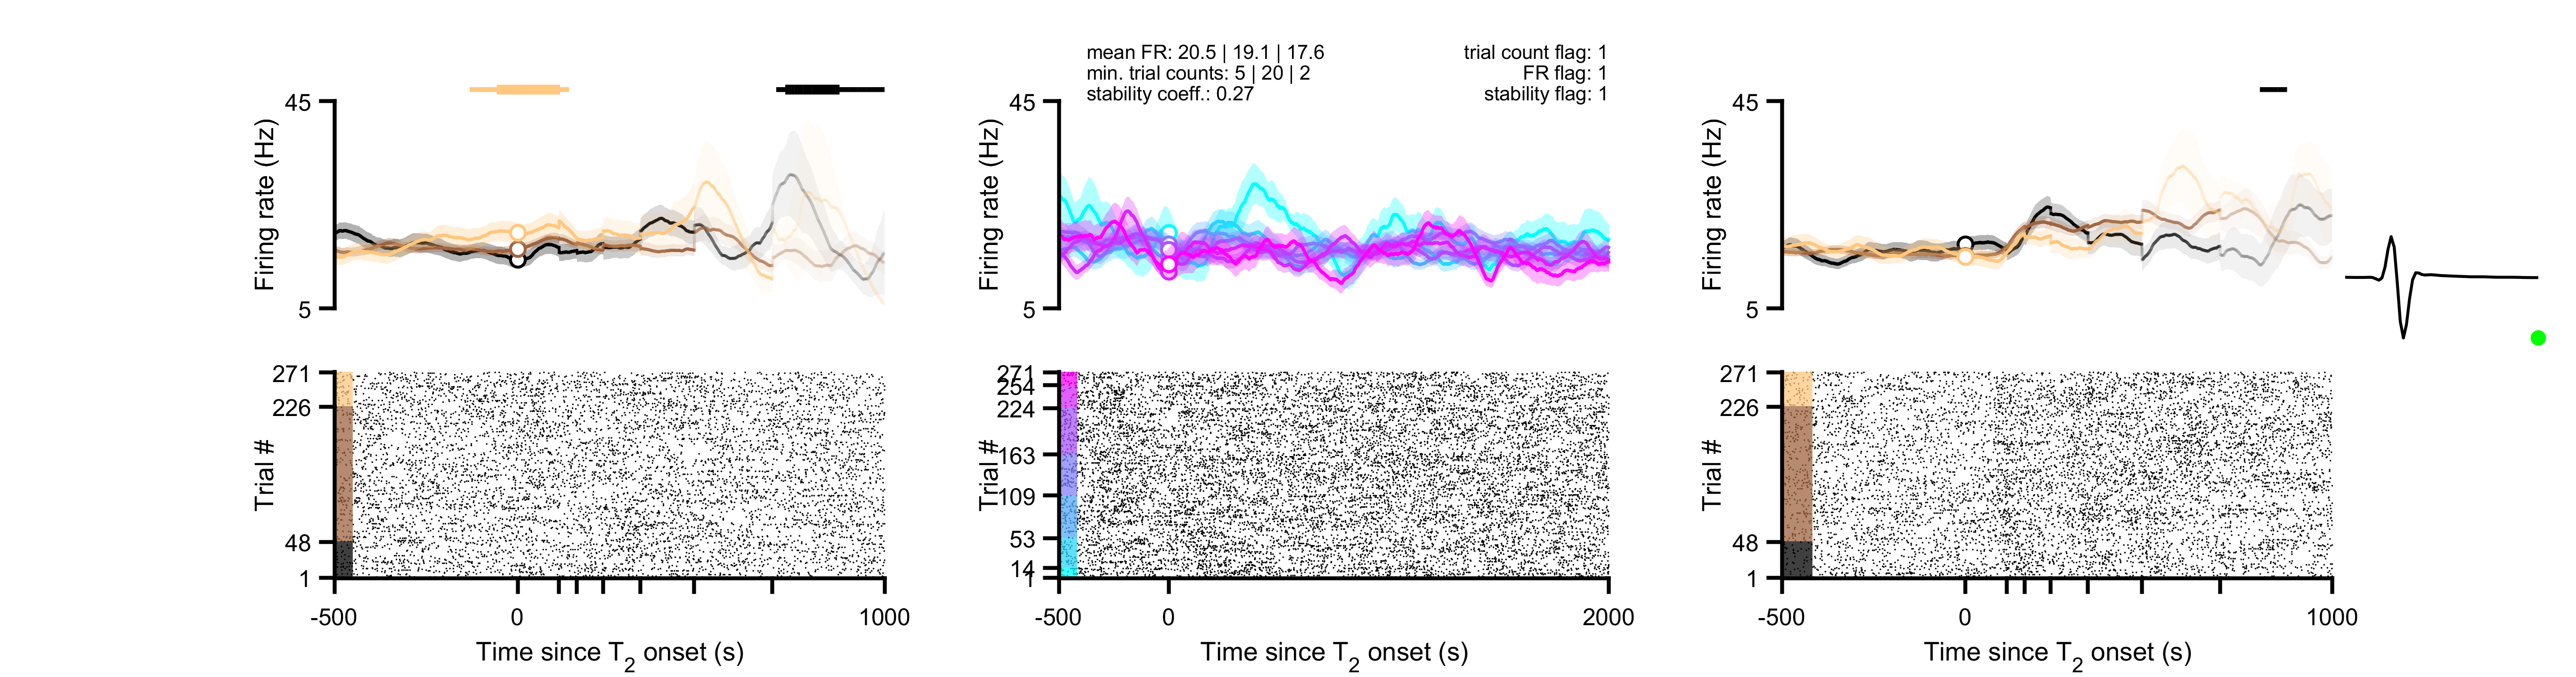 mean FR: 20.5 | 19.1 | 17.6
min. trial counts: 5 | 20 | 2
stability coeff.: 0.27
trial count flag: 1
FR flag: 1
stability flag: 1
45
Firing rate (Hz)
5
271
226
Trial #
48
1
-500
0
1000
Time since T2 onset (s)
45
Firing rate (Hz)
5
271
254
224
163
Trial #
109
53
14
1
-500
0
2000
Time since T2 onset (s)
45
Firing rate (Hz)
5
271
226
Trial #
48
1
-500
0
1000
Time since T2 onset (s)